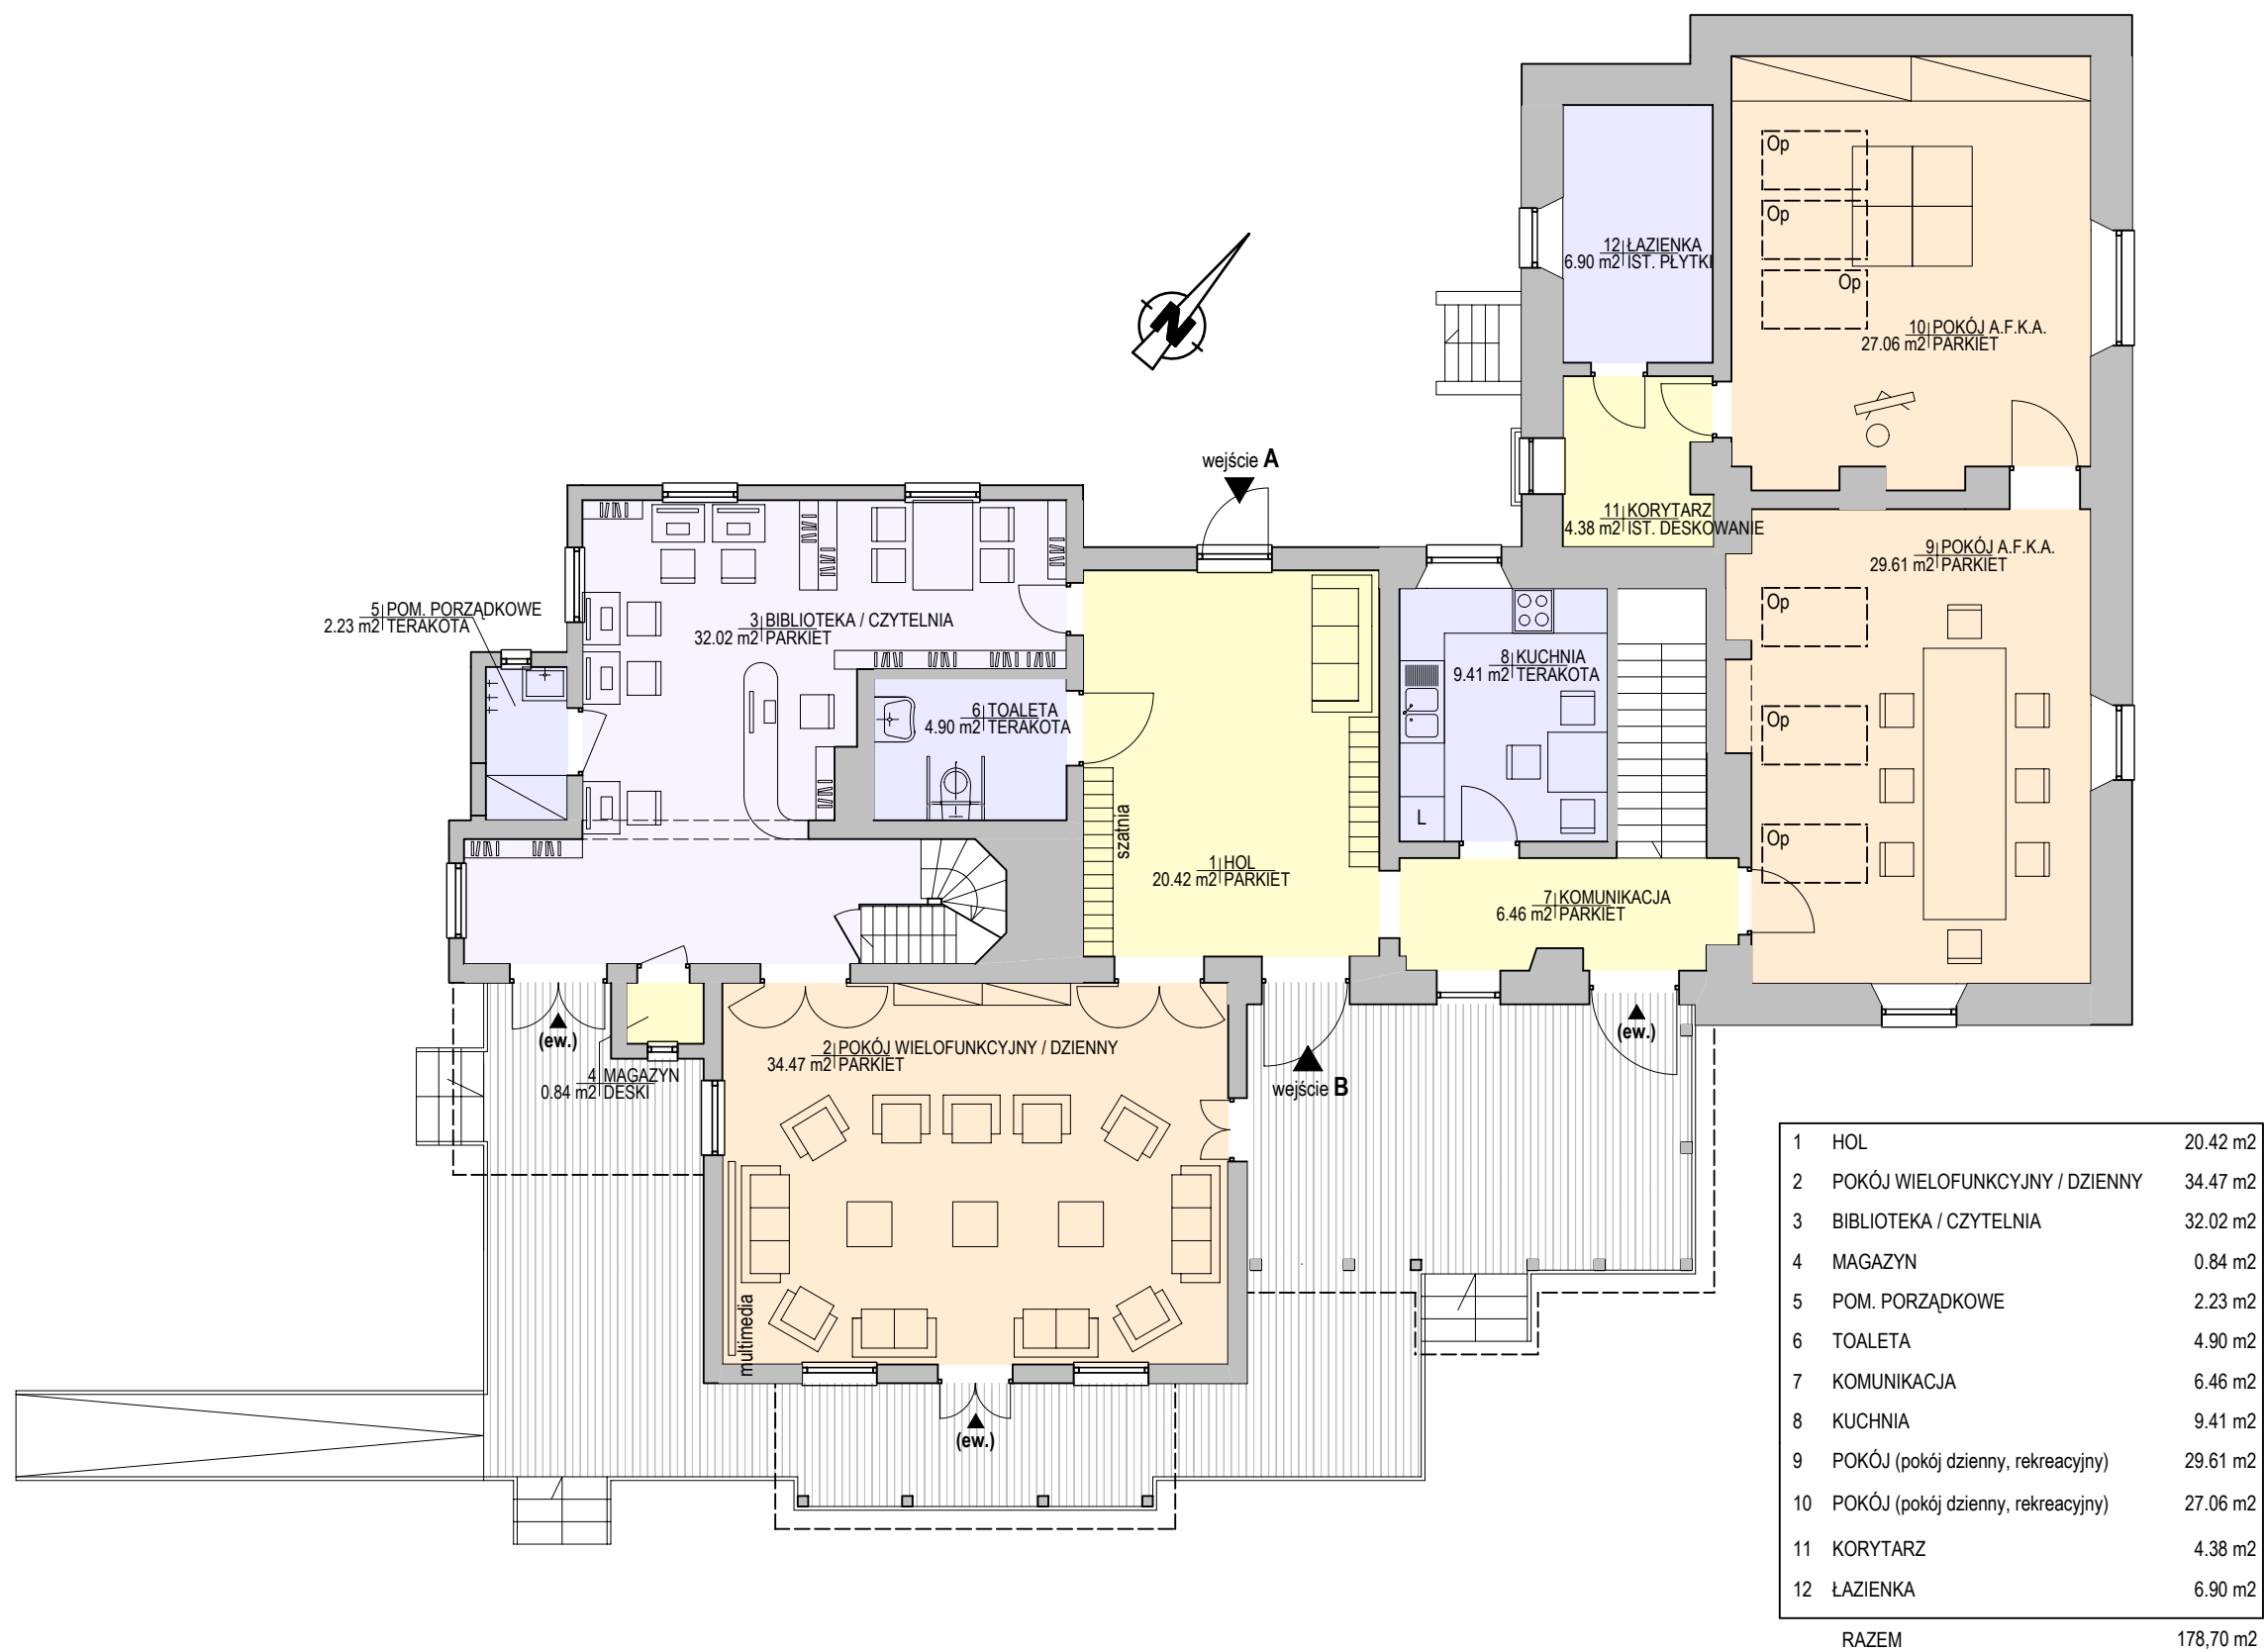 Op
Op
Op
12 ŁAZIENKA
6.90 m2 IST. PŁYTKI
10 POKÓJ A.F.K.A.
27.06 m2 PARKIET
N
wejście A
11 KORYTARZ
4.38 m2 IST. DESKOWANIE
9 POKÓJ A.F.K.A.
29.61 m2 PARKIET
Op
Op
Op
5 POM. PORZĄDKOWE
2.23 m2 TERAKOTA
3 BIBLIOTEKA / CZYTELNIA
32.02 m2 PARKIET
8 KUCHNIA
9.41 m2 TERAKOTA
6 TOALETA
4.90 m2 TERAKOTA
L
szatnia
1 HOL
20.42 m2 PARKIET
7 KOMUNIKACJA
6.46 m2 PARKIET
(ew.)
(ew.)
2 POKÓJ WIELOFUNKCYJNY / DZIENNY
34.47 m2 PARKIET
4 MAGAZYN
0.84 m2 DESKI
wejście B
multimedia
(ew.)
1 HOL 20.42 m2
2 POKÓJ WIELOFUNKCYJNY / DZIENNY 34.47 m2
3 BIBLIOTEKA / CZYTELNIA 32.02 m2
4 MAGAZYN 0.84 m2
5 POM. PORZĄDKOWE 2.23 m2
6 TOALETA 4.90 m2
7 KOMUNIKACJA 6.46 m2
8 KUCHNIA 9.41 m2
9 POKÓJ (pokój dzienny, rekreacyjny) 29.61 m2
10 POKÓJ (pokój dzienny, rekreacyjny) 27.06 m2
11 KORYTARZ 4.38 m2
12 ŁAZIENKA 6.90 m2
RAZEM 178,70 m2